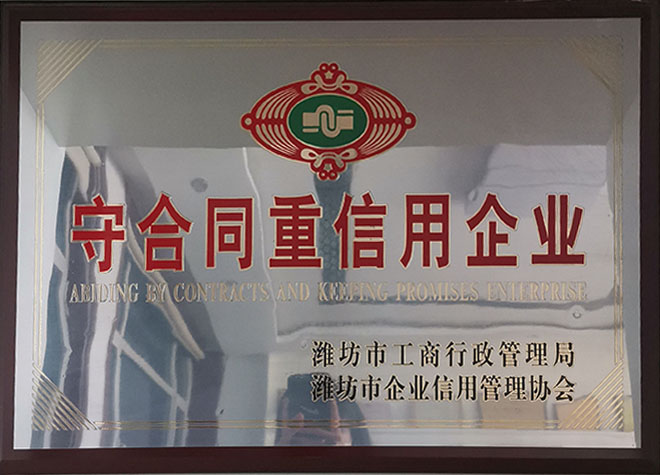 守合同重信用企业
ABIDING BY CONTRACTS AND KEEPING PROMISES ENTERPRISE
潍坊市工商行政管理局
潍坊市企业信用管理协会